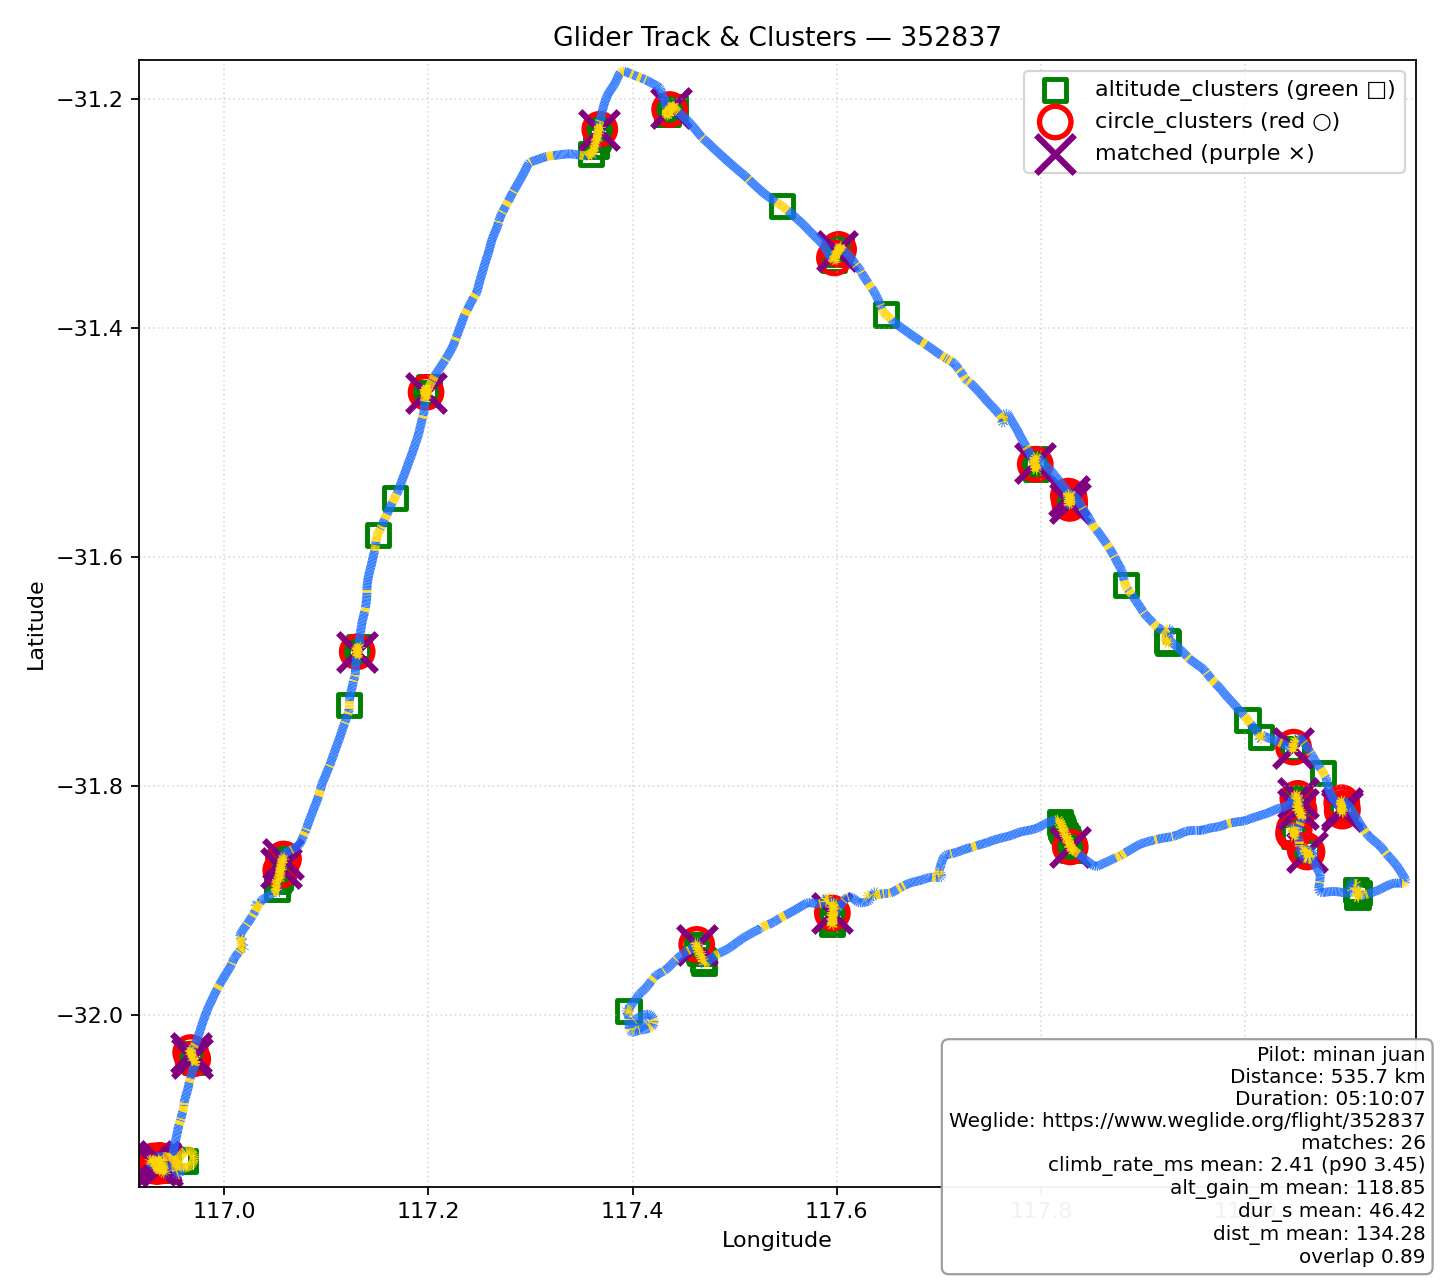 Glider Track & Clusters — 352837
altitude_clusters (green □)
circle_clusters (red ○)
matched (purple ×)
−31.2
−31.4
−31.6
−31.8
−32.0
Latitude
117.0
117.2
117.4
117.6
117.8
Longitude
Pilot: minan juan
Distance: 535.7 km
Duration: 05:10:07
Weglide: https://www.weglide.org/flight/352837
matches: 26
climb_rate_ms mean: 2.41 (p90 3.45)
alt_gain_m mean: 118.85
dur_s mean: 46.42
dist_m mean: 134.28
overlap 0.89